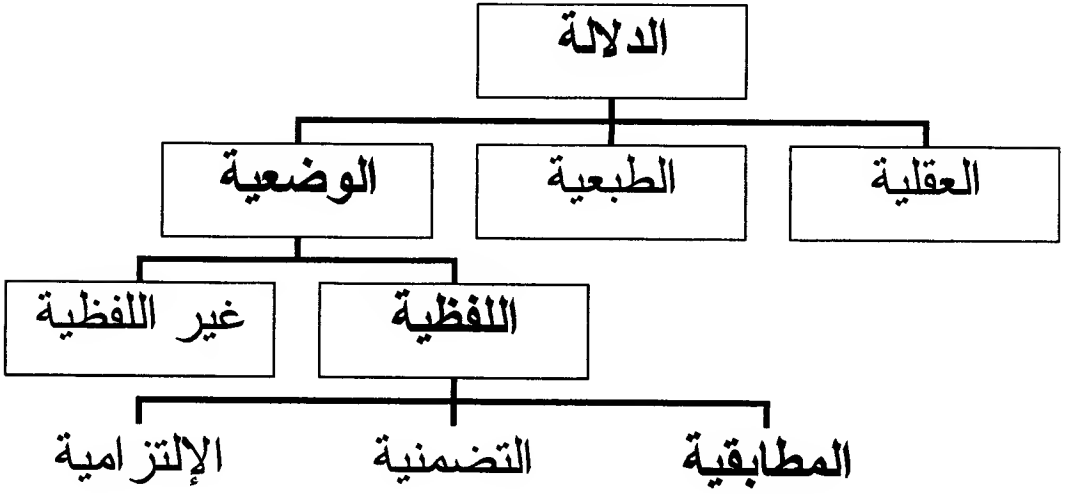 الدلالة
العقلية
الطبعية
الوضعية
اللفظية
غير اللفظية
المطابقية
التضمنية
الإلتزامية